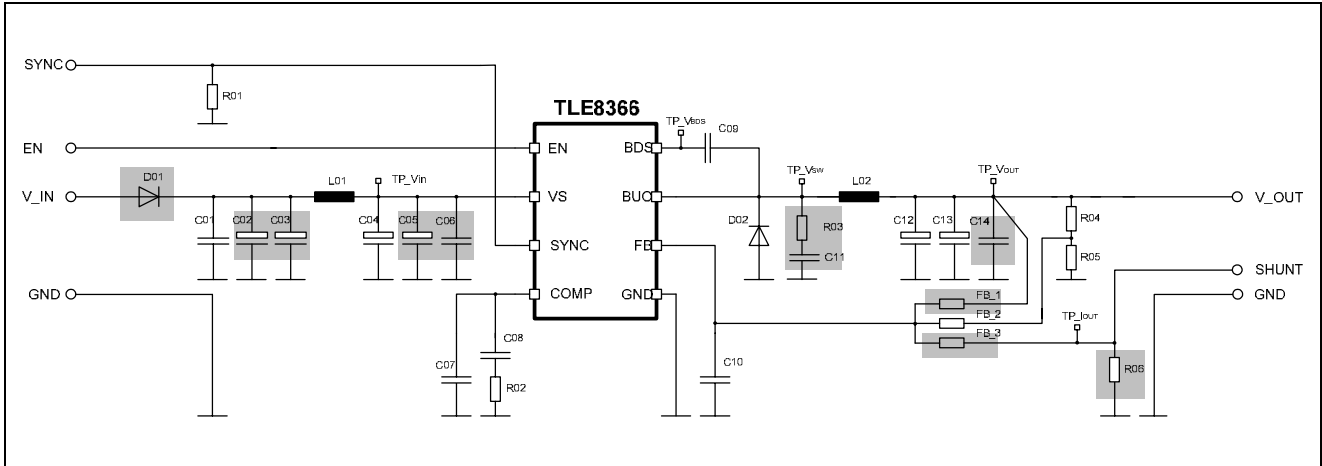 SYNC
R01
TLE8366
TP_VBDS
C09
EN
EN
BDS
D01
L01
TP_Vin
TP_VSW
L02
TP_VOUT
V_IN
VS
BUO
V_OUT
C01
C02
C03
C04
C05
C06
D02
R03
C12
C13
C14
R04
SYNC
FB
C11
R05
SHUNT
GND
COMP
GND
FB_1
GND
FB_2
TP_IOUT
FB_3
C08
C07
R02
C10
R06